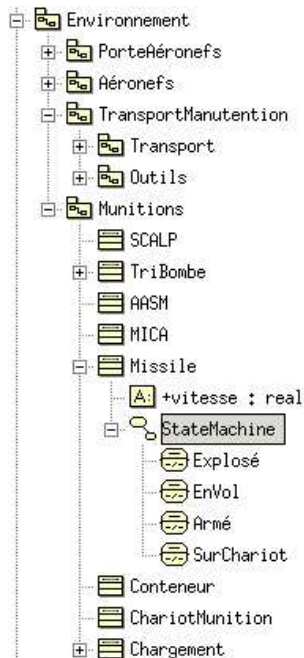 Environnement
PorteAéronefs
Aéronefs
TransportManutention
Transport
Outils
Munitions
SCALP
TriBombe
AASM
MICA
Missile
A: +vitesse : real
StateMachine
Explosé
EnVol
Armé
SurChariot
Conteneur
ChariotMunition
Chargement